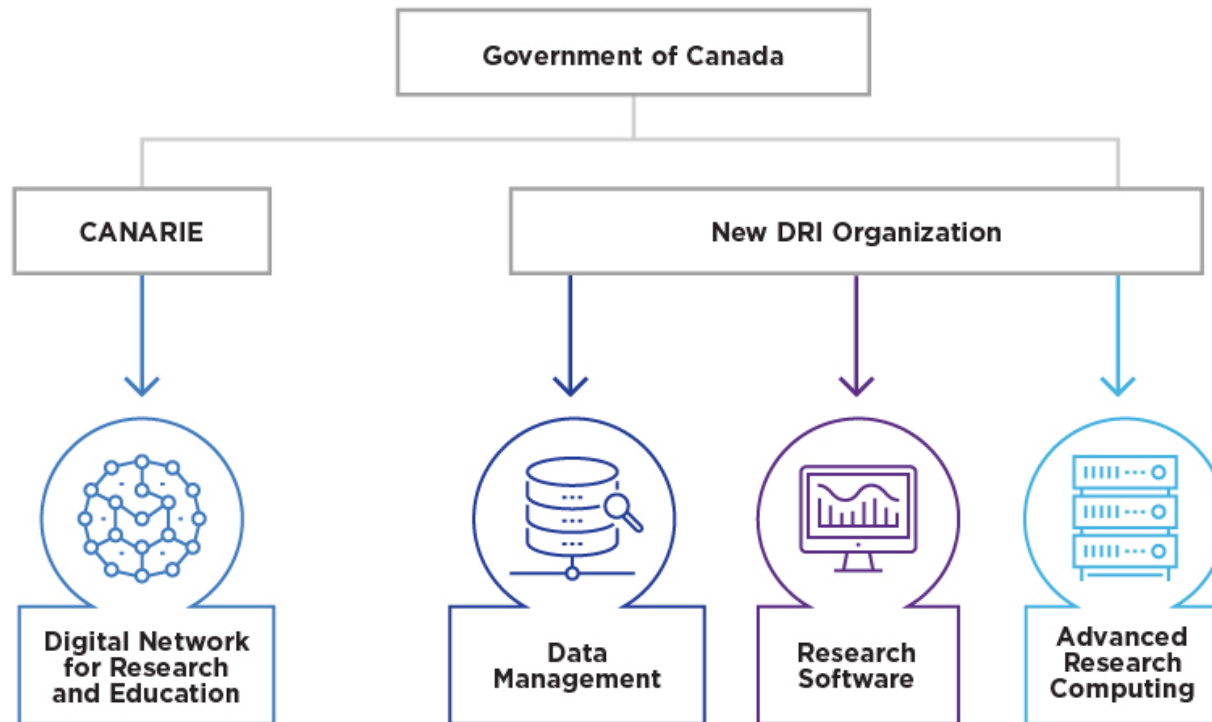 Government of Canada
CANARIE
New DRI Organization
Digital Network
for Research
and Education
Data
Management
Research
Software
Advanced
Research
Computing